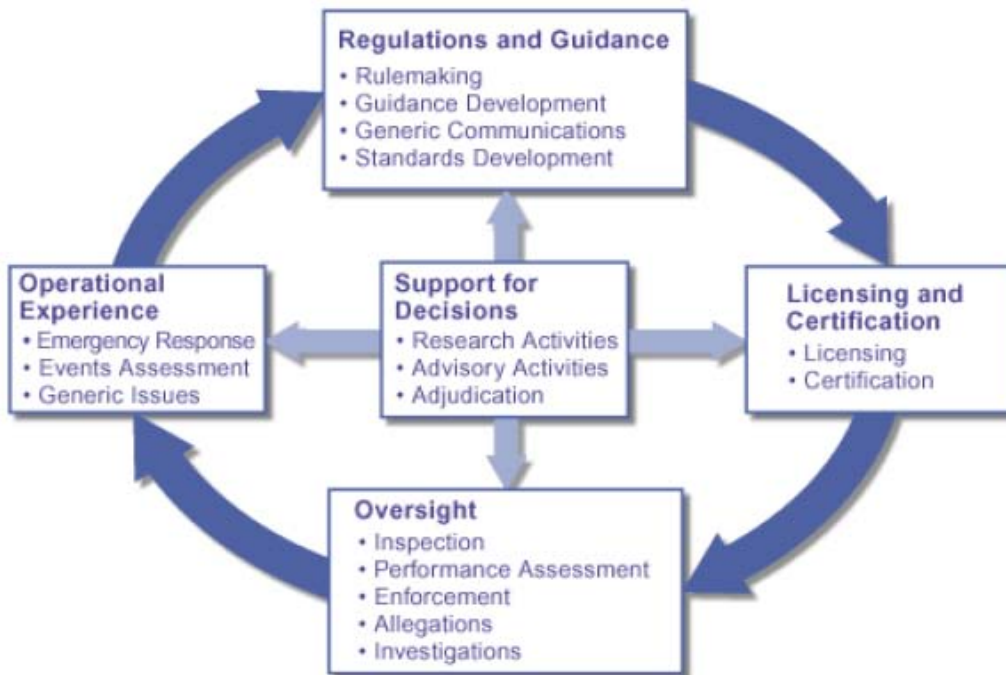 Regulations and Guidance
• Rulemaking
• Guidance Development
• Generic Communications
• Standards Development
Operational
Experience
• Emergency Response
• Events Assessment
• Generic Issues
Support for
Decisions
• Research Activities
• Advisory Activities
• Adjudication
Licensing and
Certification
• Licensing
• Certification
Oversight
• Inspection
• Performance Assessment
• Enforcement
• Allegations
• Investigations